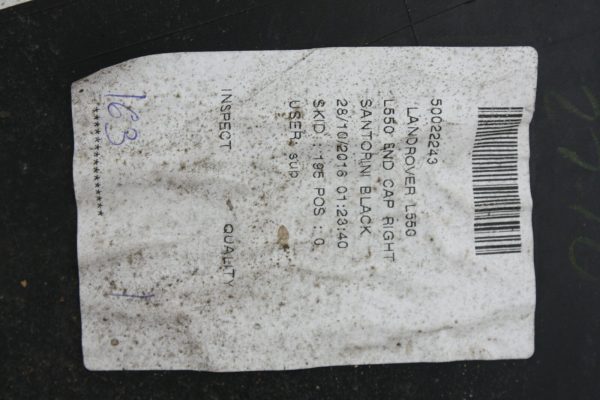 50022243
LANDROVER L550
L550 END CAP RIGHT
SANTORINI BLACK
28/10/2016 01:23:40
SKID : 195 POS : 0
USER: sup
INSPECT QUALITY
******************
163